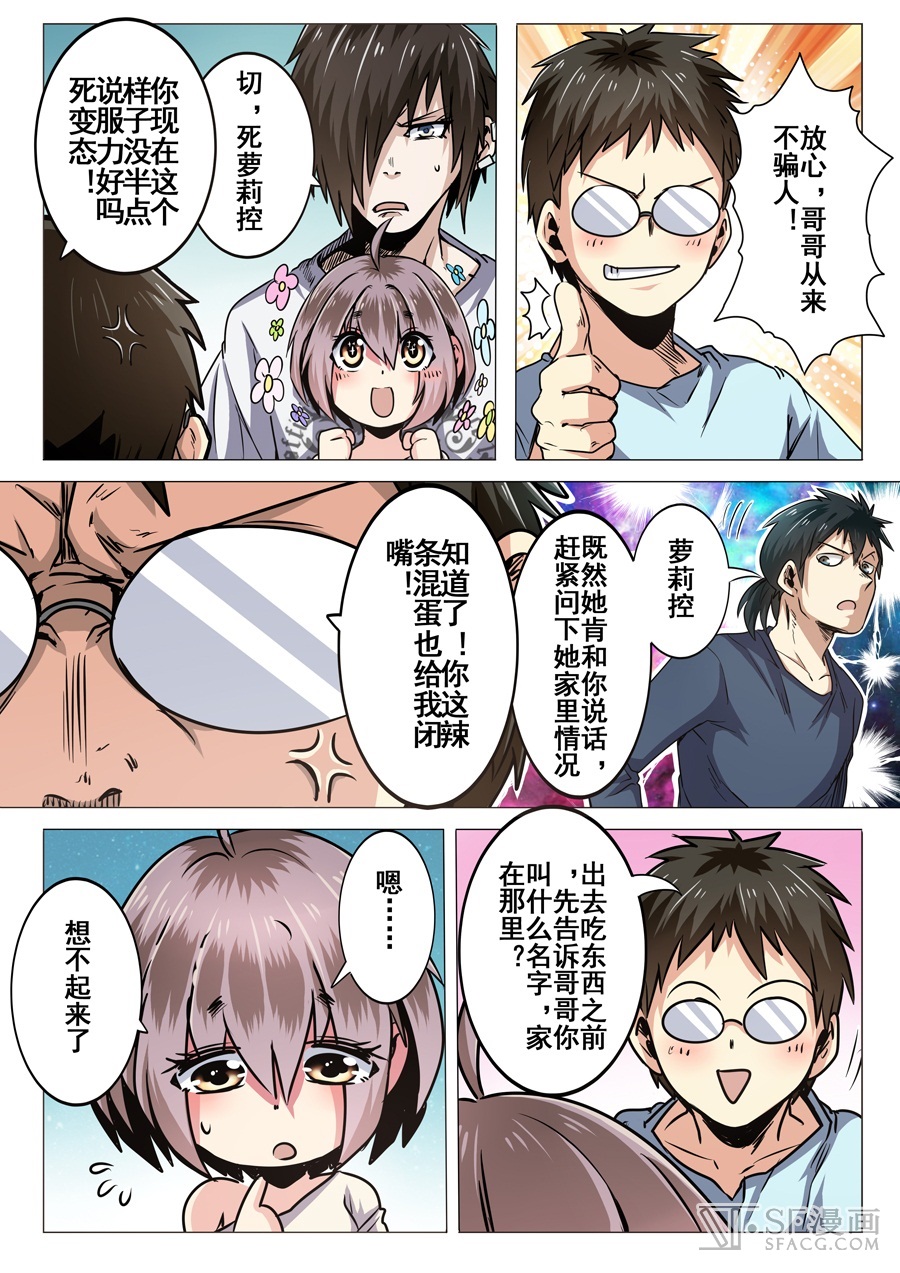 放心，哥哥从来
不骗人！
切，死萝莉控
你现在这个
样子没半点
说服力好吗
死变态！
萝莉控
既然她肯和你说话，
赶紧问下她家里情况
知道了！你这辣
条混蛋也给我闭
嘴！
出去吃东西之前
，先告诉哥哥你
叫什么名字，家
在那里？
嗯……
想不起来了
SF漫画
SFACG.COM